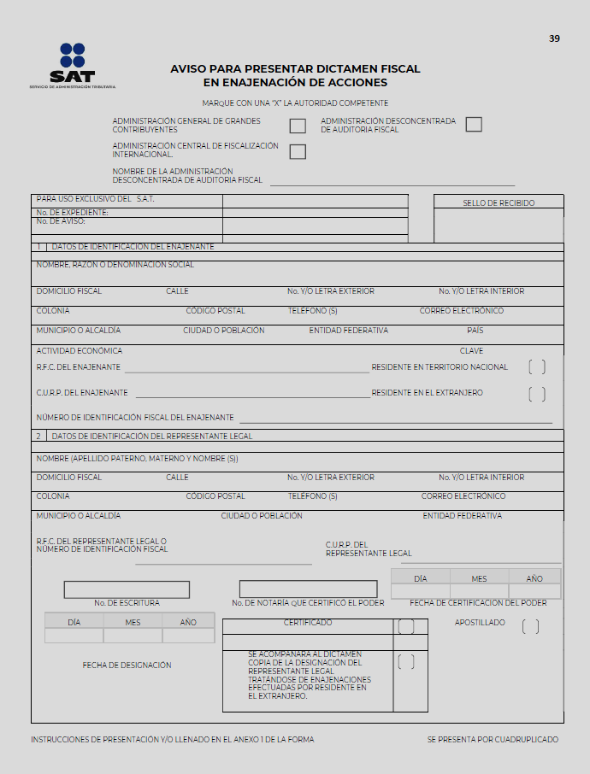 39
SAT
SERVICIO DE ADMINISTRACIÓN TRIBUTARIA
AVISO PARA PRESENTAR DICTAMEN FISCAL
EN ENAJENACIÓN DE ACCIONES
MARQUE CON UNA "X" LA AUTORIDAD COMPETENTE
ADMINISTRACIÓN GENERAL DE GRANDES
CONTRIBUYENTES
ADMINISTRACIÓN DESCONCENTRADA
DE AUDITORIA FISCAL
ADMINISTRACIÓN CENTRAL DE FISCALIZACIÓN
INTERNACIONAL.
NOMBRE DE LA ADMINISTRACIÓN
DESCONCENTRADA DE AUDITORIA FISCAL
PARA USO EXCLUSIVO DEL S.A.T.
SELLO DE RECIBIDO
No. DE EXPEDIENTE:
No. DE AVISO:
1 DATOS DE IDENTIFICACIÓN DEL ENAJENANTE
NOMBRE, RAZON O DENOMINACIÓN SOCIAL
DOMICILIO FISCAL CALLE No. Y/O LETRA EXTERIOR No. Y/O LETRA INTERIOR
COLONIA CÓDIGO POSTAL TELÉFONO (S) CORREO ELECTRÓNICO
MUNICIPIO O ALCALDÍA CIUDAD O POBLACIÓN ENTIDAD FEDERATIVA PAÍS
ACTIVIDAD ECONÓMICA CLAVE
R.F.C. DEL ENAJENANTE RESIDENTE EN TERRITORIO NACIONAL ( )
C.U.R.P. DEL ENAJENANTE RESIDENTE EN EL EXTRANJERO ( )
NÚMERO DE IDENTIFICACIÓN FISCAL DEL ENAJENANTE
2 DATOS DE IDENTIFICACIÓN DEL REPRESENTANTE LEGAL
NOMBRE (APELLIDO PATERNO, MATERNO Y NOMBRE (S))
DOMICILIO FISCAL CALLE No. Y/O LETRA EXTERIOR No. Y/O LETRA INTERIOR
COLONIA CÓDIGO POSTAL TELÉFONO (S) CORREO ELECTRÓNICO
MUNICIPIO O ALCALDÍA CIUDAD O POBLACIÓN ENTIDAD FEDERATIVA
R.F.C. DEL REPRESENTANTE LEGAL O
NÚMERO DE IDENTIFICACIÓN FISCAL
C.U.R.P. DEL
REPRESENTANTE LEGAL
DÍA MES AÑO
No. DE ESCRITURA No. DE NOTARÍA QUE CERTIFICÓ EL PODER FECHA DE CERTIFICACIÓN DEL PODER
DÍA MES AÑO
CERTIFICADO ( ) APOSTILLADO ( )
FECHA DE DESIGNACIÓN
SE ACOMPAÑARÁ AL DICTAMEN
COPIA DE LA DESIGNACIÓN DEL
REPRESENTANTE LEGAL
TRATÁNDOSE DE ENAJENACIONES
EFECTUADAS POR RESIDENTE EN
EL EXTRANJERO.
( )
INSTRUCCIONES DE PRESENTACIÓN Y/O LLENADO EN EL ANEXO 1 DE LA FORMA SE PRESENTA POR CUADRUPLICADO